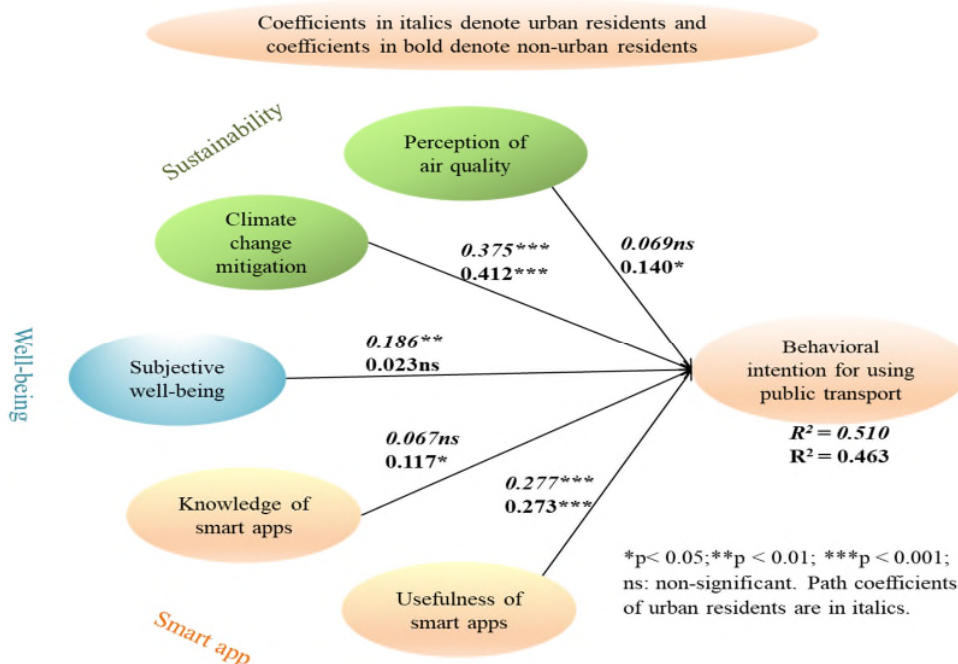 Coefficients in italics denote urban residents and
coefficients in bold denote non-urban residents
Sustainability
Perception of
air quality
Climate
change
mitigation
0.375***
0.412***
0.069ns
0.140*
Well-being
Subjective
well-being
0.186**
0.023ns
Behavioral
intention for using
public transport
R² = 0.510
R² = 0.463
0.067ns
0.117*
Knowledge of
smart apps
0.277***
0.273***
Usefulness of
smart apps
Smart app
*p< 0.05;**p < 0.01; ***p < 0.001;
ns: non-significant. Path coefficients
of urban residents are in italics.